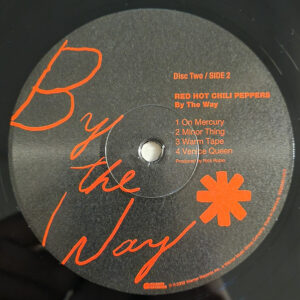 By
the
Way
Disc Two / SIDE 2
RED HOT CHILI PEPPERS
By The Way
1 On Mercury
2 Minor Thing
3 Warm Tape
4 Venice Queen
Produced by Rick Rubin